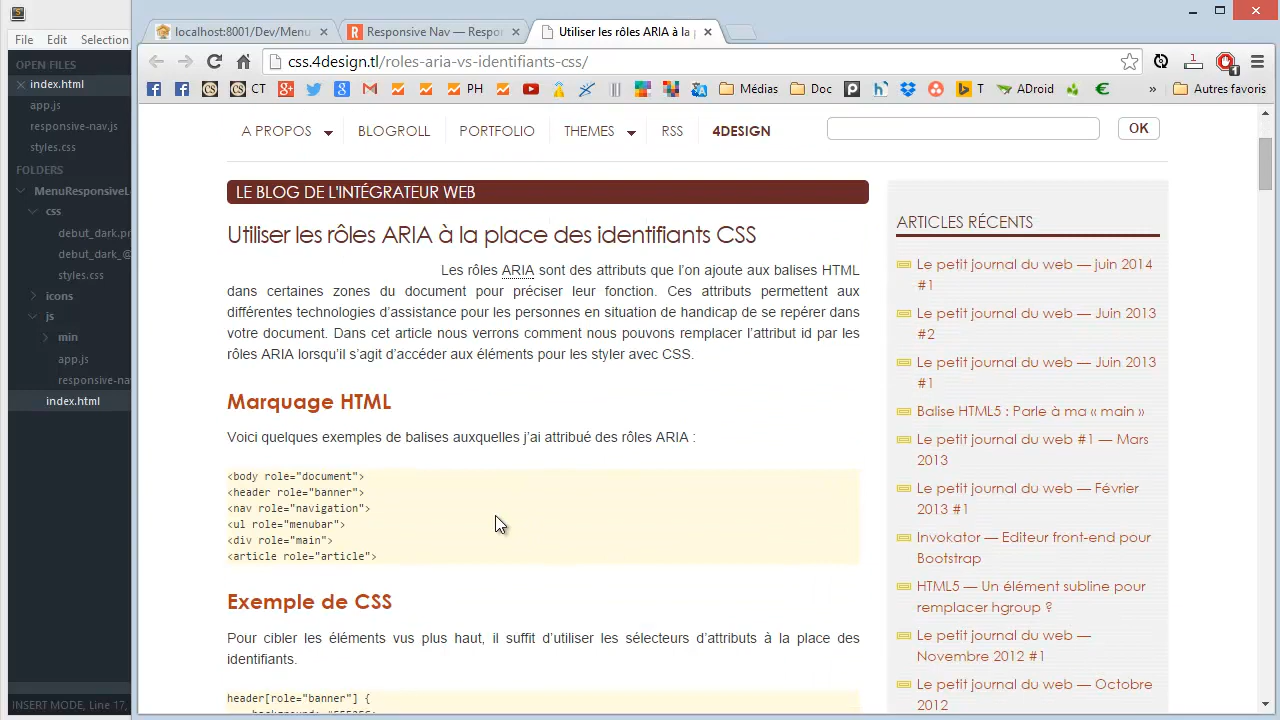 File Edit Selection
OPEN FILES
index.html
app.js
responsive-nav.js
styles.css
FOLDERS
MenuResponsiveL
css
debut_dark.pr
debut_dark_@
styles.css
icons
js
min
app.js
responsive-na
index.html
INSERT MODE, Line 17,
localhost:8001/Dev/Menu
Responsive Nav — Respo
Utiliser les rôles ARIA à la p
css.4design.tl/roles-aria-vs-identifiants-css/
CT
PH
Médias
Doc
T
ADroid
»
Autres favoris
A PROPOS
BLOGROLL
PORTFOLIO
THEMES
RSS
4DESIGN
OK
LE BLOG DE L'INTÉGRATEUR WEB
Utiliser les rôles ARIA à la place des identifiants CSS
Les rôles ARIA sont des attributs que l’on ajoute aux balises HTML
dans certaines zones du document pour préciser leur fonction. Ces attributs permettent aux
différentes technologies d’assistance pour les personnes en situation de handicap de se repérer dans
votre document. Dans cet article nous verrons comment nous pouvons remplacer l’attribut id par les
rôles ARIA lorsqu’il s’agit d’accéder aux éléments pour les styler avec CSS.
Marquage HTML
Voici quelques exemples de balises auxquelles j’ai attribué des rôles ARIA :
<body role="document">
<header role="banner">
<nav role="navigation">
<ul role="menubar">
<div role="main">
<article role="article">
Exemple de CSS
Pour cibler les éléments vus plus haut, il suffit d’utiliser les sélecteurs d’attributs à la place des
identifiants.
header[role="banner"] {
ARTICLES RÉCENTS
Le petit journal du web — juin 2014
#1
Le petit journal du web — Juin 2013
#2
Le petit journal du web — Juin 2013
#1
Balise HTML5 : Parle à ma « main »
Le petit journal du web #1 — Mars
2013
Le petit journal du web — Février
2013 #1
Invokator — Editeur front-end pour
Bootstrap
HTML5 — Un élément subline pour
remplacer hgroup ?
Le petit journal du web —
Novembre 2012 #1
Le petit journal du web — Octobre
2012